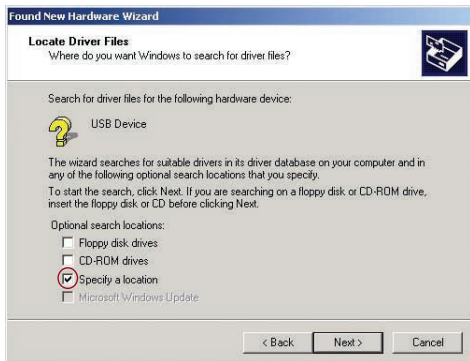 Found New Hardware Wizard
Locate Driver Files
Where do you want Windows to search for driver files?
Search for driver files for the following hardware device:
USB Device
The wizard searches for suitable drivers in its driver database on your computer and in
any of the following optional search locations that you specify.
To start the search, click Next. If you are searching on a floppy disk or CD-ROM drive,
insert the floppy disk or CD before clicking Next.
Optional search locations:
Floppy disk drives
CD-ROM drives
Specify a location
Microsoft Windows Update
< Back Next > Cancel